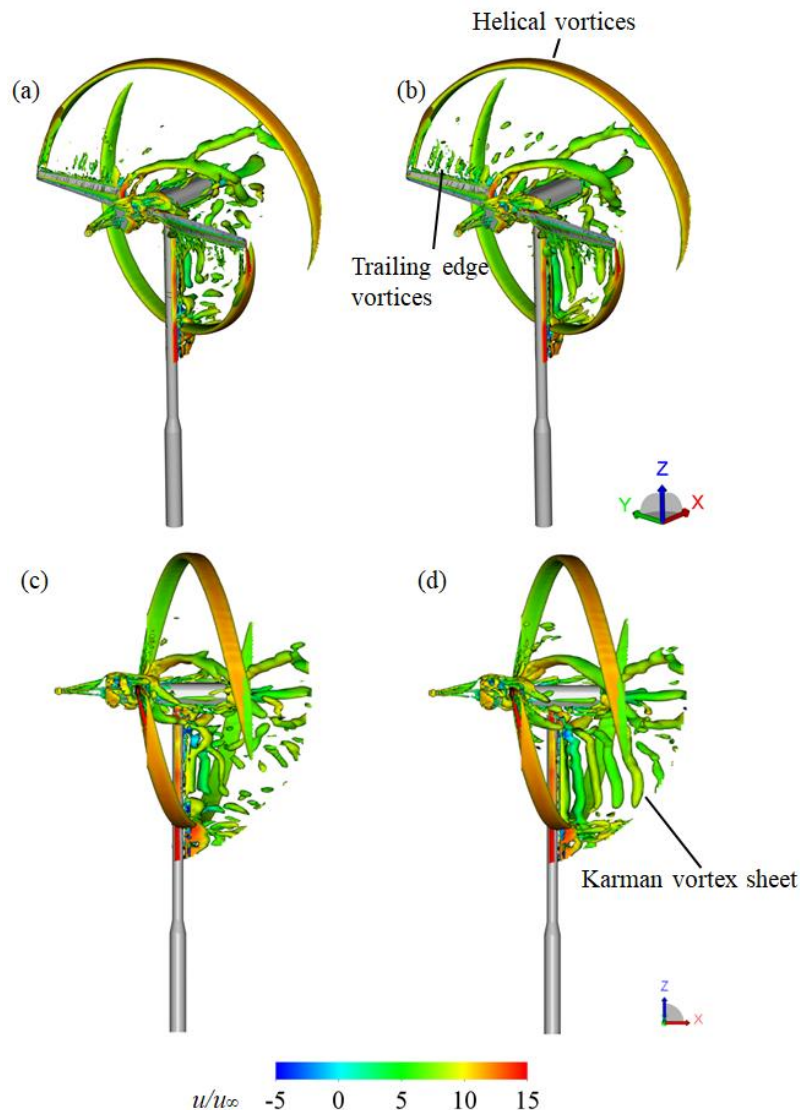 Helical vortices
(a)
(b)
Trailing edge
vortices
Z
Y
X
(c)
(d)
Karman vortex sheet
Z
X
u/u∞ -5 0 5 10 15